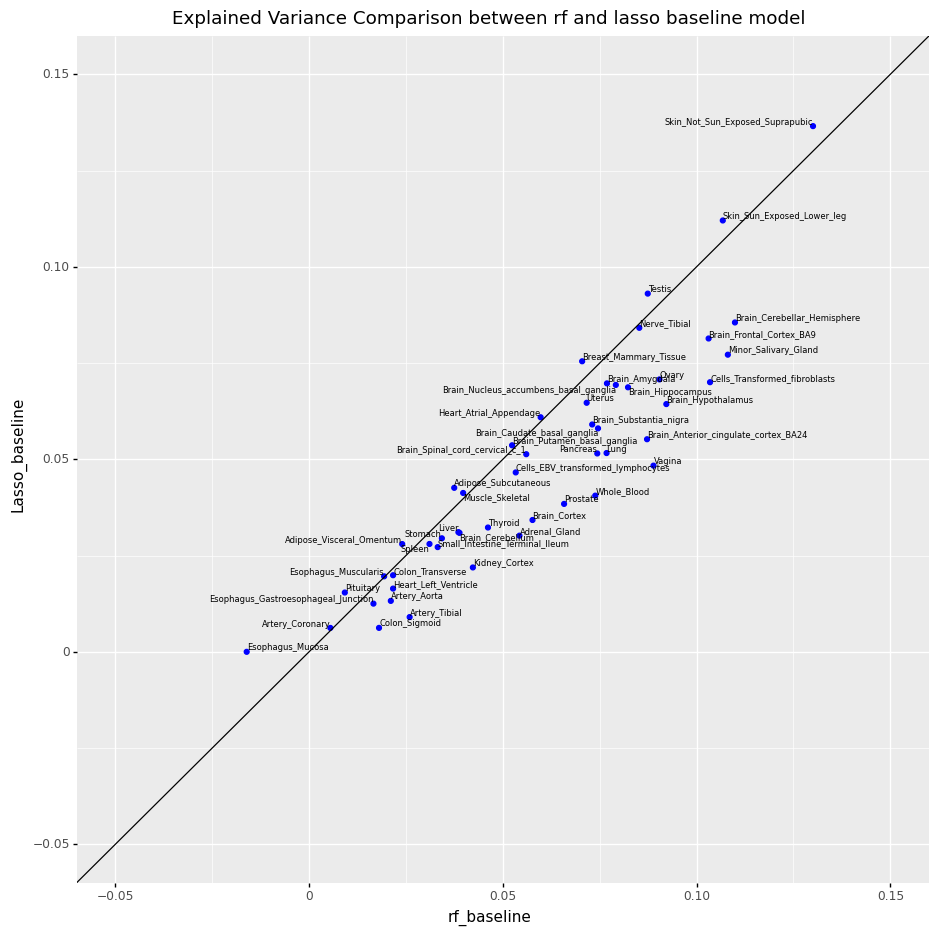 Explained Variance Comparison between rf and lasso baseline model
0.15
Skin_Not_Sun_Exposed_Suprapubic
Skin_Sun_Exposed_Lower_leg
0.10
Testis
Brain_Cerebellar_Hemisphere
Nerve_Tibial
Brain_Frontal_Cortex_BA9
Minor_Salivary_Gland
Breast_Mammary_Tissue
Ovary
Brain_Amygdala
Cells_Transformed_fibroblasts
Brain_Nucleus_accumbens_basal_ganglia
Brain_Hippocampus
Uterus
Brain_Hypothalamus
Heart_Atrial_Appendage
Brain_Substantia_nigra
Brain_Caudate_basal_ganglia
Brain_Anterior_cingulate_cortex_BA24
Brain_Putamen_basal_ganglia
Brain_Spinal_cord_cervical_c_1
Pancreas
Lung
0.05
Vagina
Cells_EBV_transformed_lymphocytes
Adipose_Subcutaneous
Whole_Blood
Muscle_Skeletal
Prostate
Brain_Cortex
Thyroid
Liver
Stomach
Adrenal_Gland
Brain_Cerebellum
Adipose_Visceral_Omentum
Small_Intestine_Terminal_Ileum
Spleen
Kidney_Cortex
Esophagus_Muscularis
Colon_Transverse
Heart_Left_Ventricle
Pituitary
Artery_Aorta
Esophagus_Gastroesophageal_Junction
Artery_Tibial
Artery_Coronary
Colon_Sigmoid
Esophagus_Mucosa
0
−0.05
−0.05 0 0.05 0.10 0.15
rf_baseline
Lasso_baseline